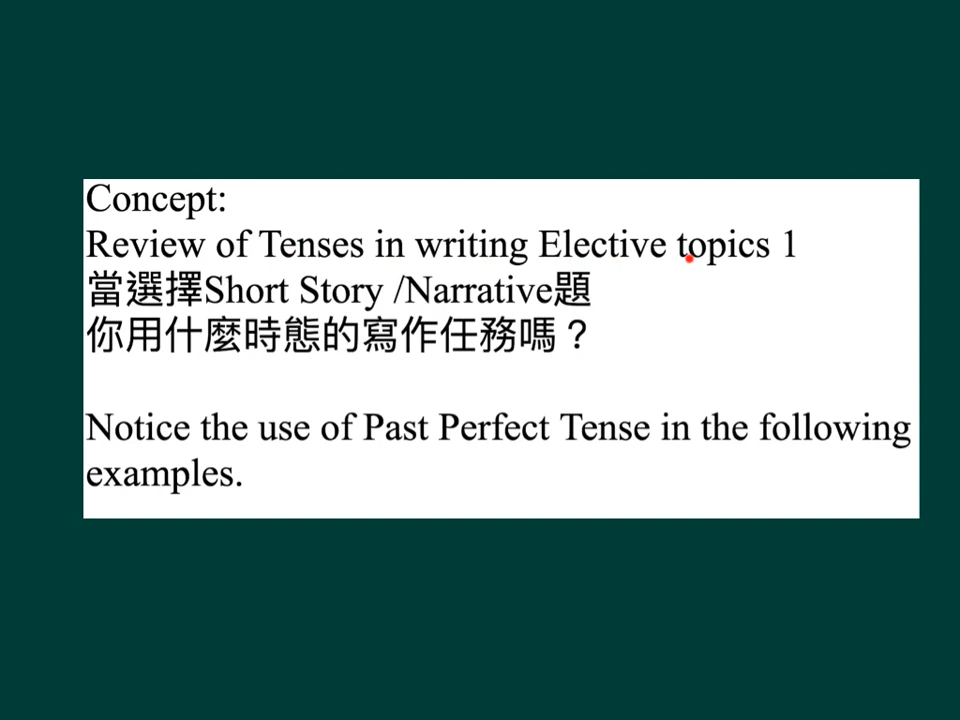 Concept:
Review of Tenses in writing Elective topics 1
當選擇Short Story /Narrative題
你用什麼時態的寫作任務嗎？
Notice the use of Past Perfect Tense in the following
examples.